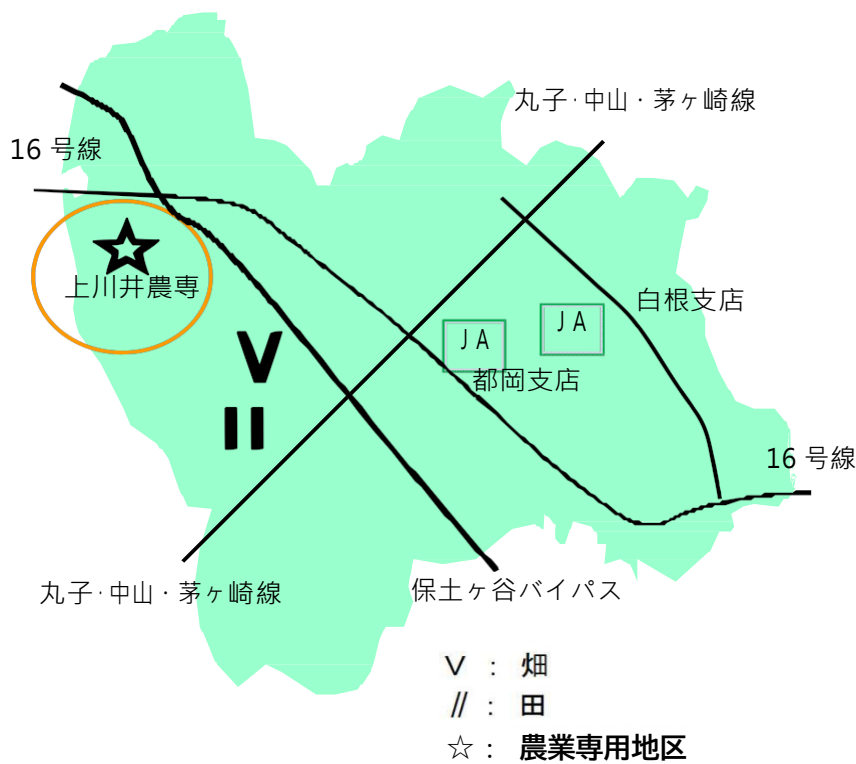 丸子・中山・茅ヶ崎線
16 号線
上川井農専
白根支店
ＪＡ
ＪＡ
都岡支店
16 号線
丸子・中山・茅ヶ崎線
保土ヶ谷バイパス
∨ ： 畑
// ： 田
☆： 農業専用地区